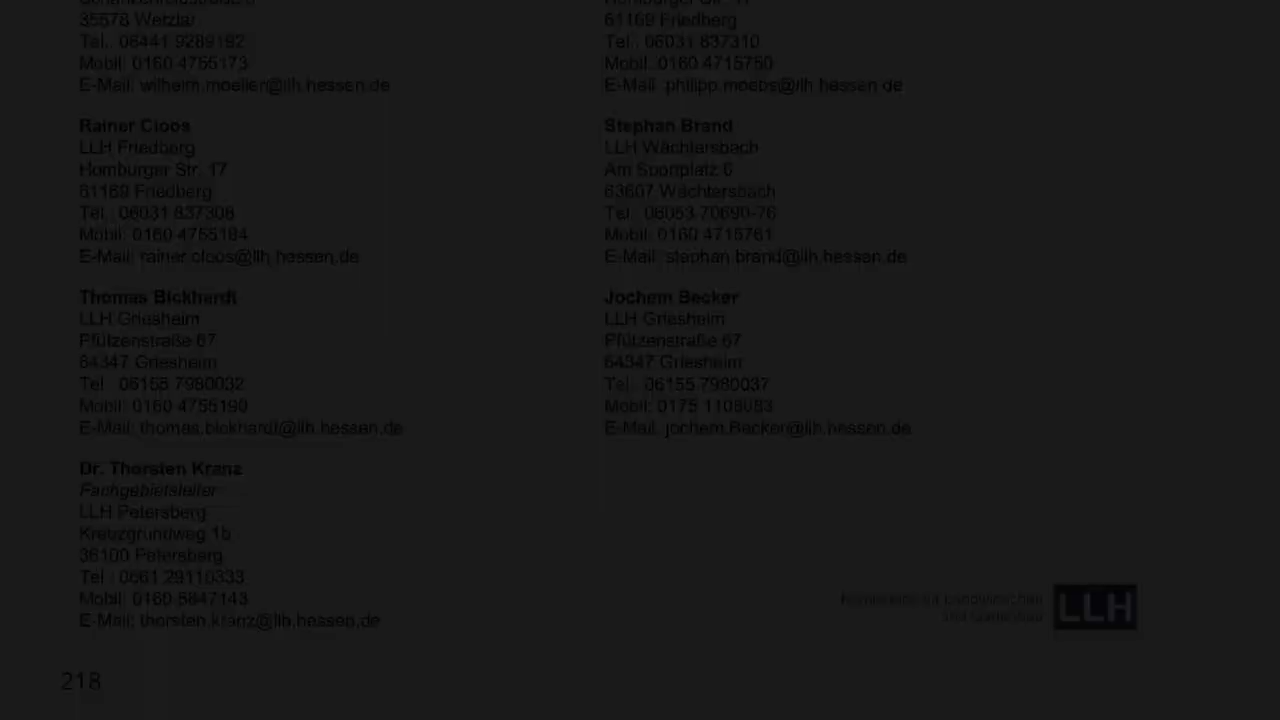 35578 Wetzlar
Tel.: 06441 9289192
Mobil: 0160 4755173
E-Mail: wilhelm.moeller@llh.hessen.de
Rainer Cloos
LLH Friedberg
Homburger Str. 17
61169 Friedberg
Tel.: 06031 837308
Mobil: 0160 4755184
E-Mail: rainer.cloos@llh.hessen.de
Thomas Bickhardt
LLH Griesheim
Pfützenstraße 67
64347 Griesheim
Tel.: 06155 7980032
Mobil: 0160 4755190
E-Mail: thomas.bickhardt@llh.hessen.de
Dr. Thorsten Kranz
Fachgebietsleiter
LLH Petersberg
Kreuzgrundweg 1b
36100 Petersberg
Tel.: 0661 29110333
Mobil: 0160 5847143
E-Mail: thorsten.kranz@llh.hessen.de
Homburger Str. 17
61169 Friedberg
Tel.: 06031 837310
Mobil: 0160 4715750
E-Mail: philipp.moebs@llh.hessen.de
Stephan Brand
LLH Wächtersbach
Am Sportplatz
63607 Wächtersbach
Tel.: 06053 70690-76
Mobil: 0160 4715761
E-Mail: stephan.brand@llh.hessen.de
Jochem Becker
LLH Griesheim
Pfützenstraße 67
64347 Griesheim
Tel.: 06155 7980037
Mobil: 0175 1108083
E-Mail: jochem.Becker@llh.hessen.de
Landwirtschaft
LLH
218